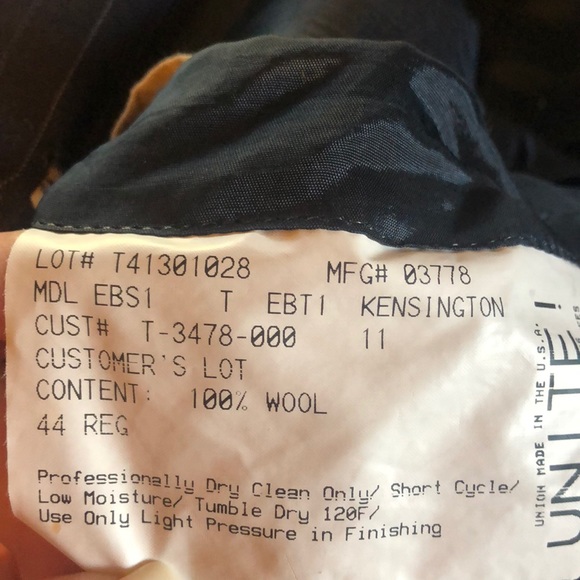 LOT# T41301028 MFG# 03778
MDL EBS1 T EBT1 KENSINGTON
CUST# T-3478-000 11
CUSTOMER'S LOT
CONTENT: 100% WOOL
44 REG
Professionally Dry Clean Only/ Short Cycle/
Low Moisture/ Tumble Dry 120F/
Use Only Light Pressure in Finishing
UNION MADE IN THE U.S.A.
UNITE!